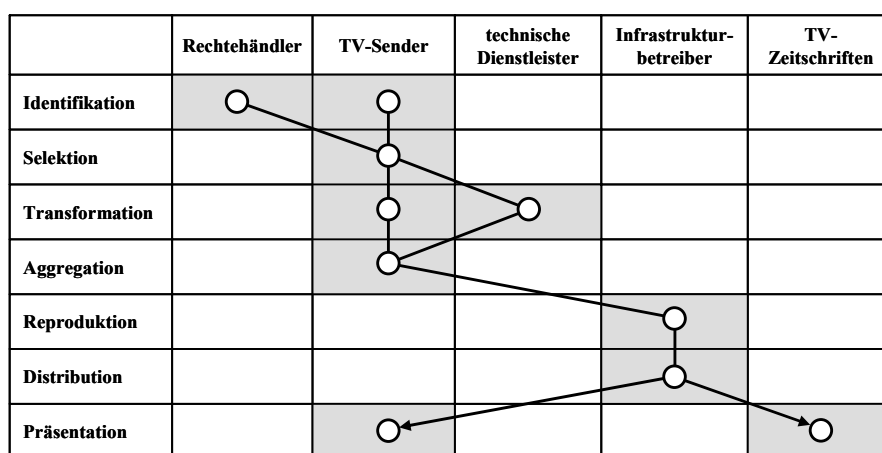 Rechtehändler
TV-Sender
technische
Dienstleister
Infrastruktur-
betreiber
TV-
Zeitschriften
Identifikation
Selektion
Transformation
Aggregation
Reproduktion
Distribution
Präsentation